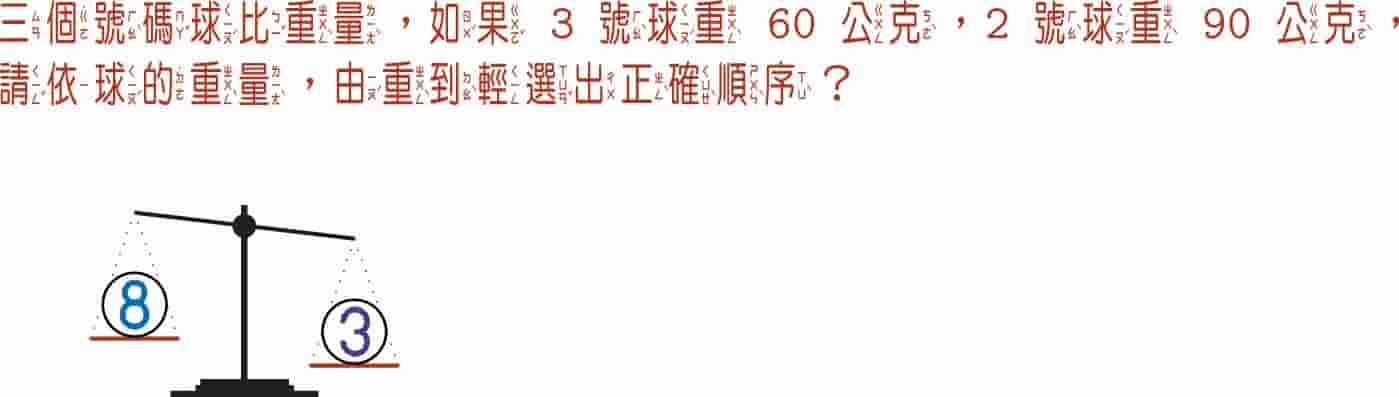 三個號碼球比重量，如果 3 號球重 60 公克，2 號球重 90 公克，
請依球的重量，由重到輕選出正確順序？
8
3